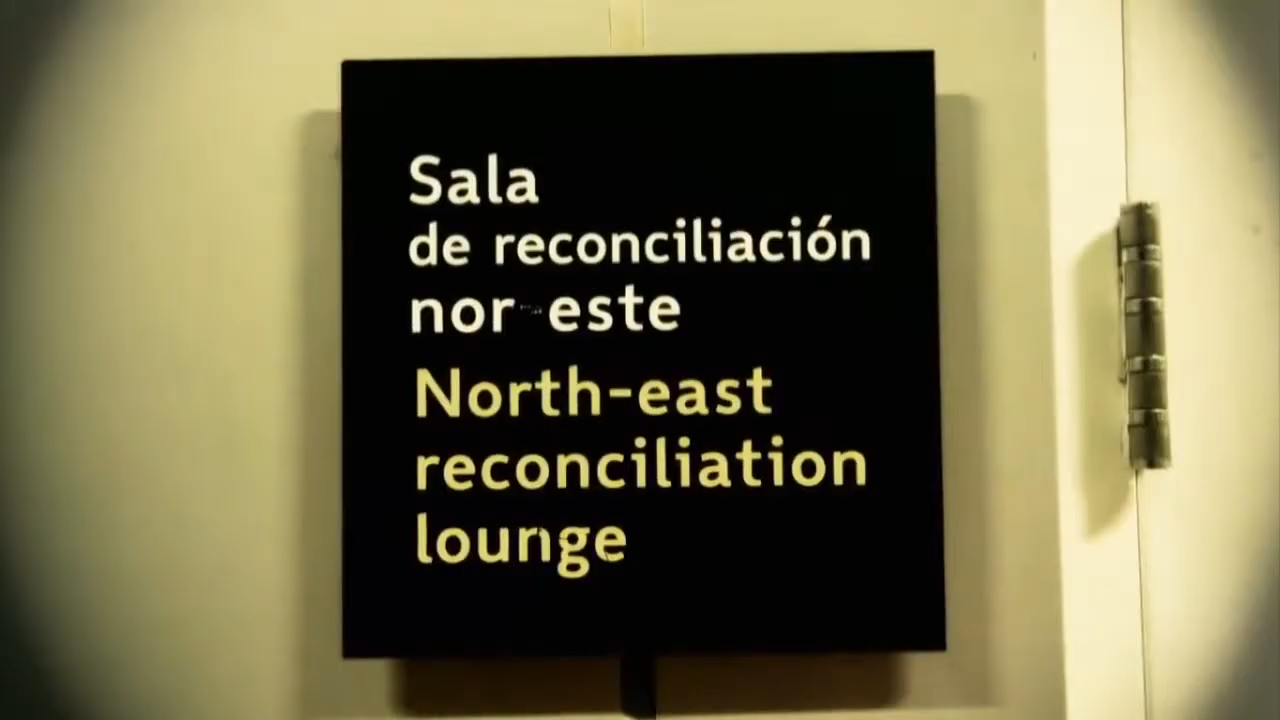 Sala
de reconciliación
nor este
North-east
reconciliation
lounge